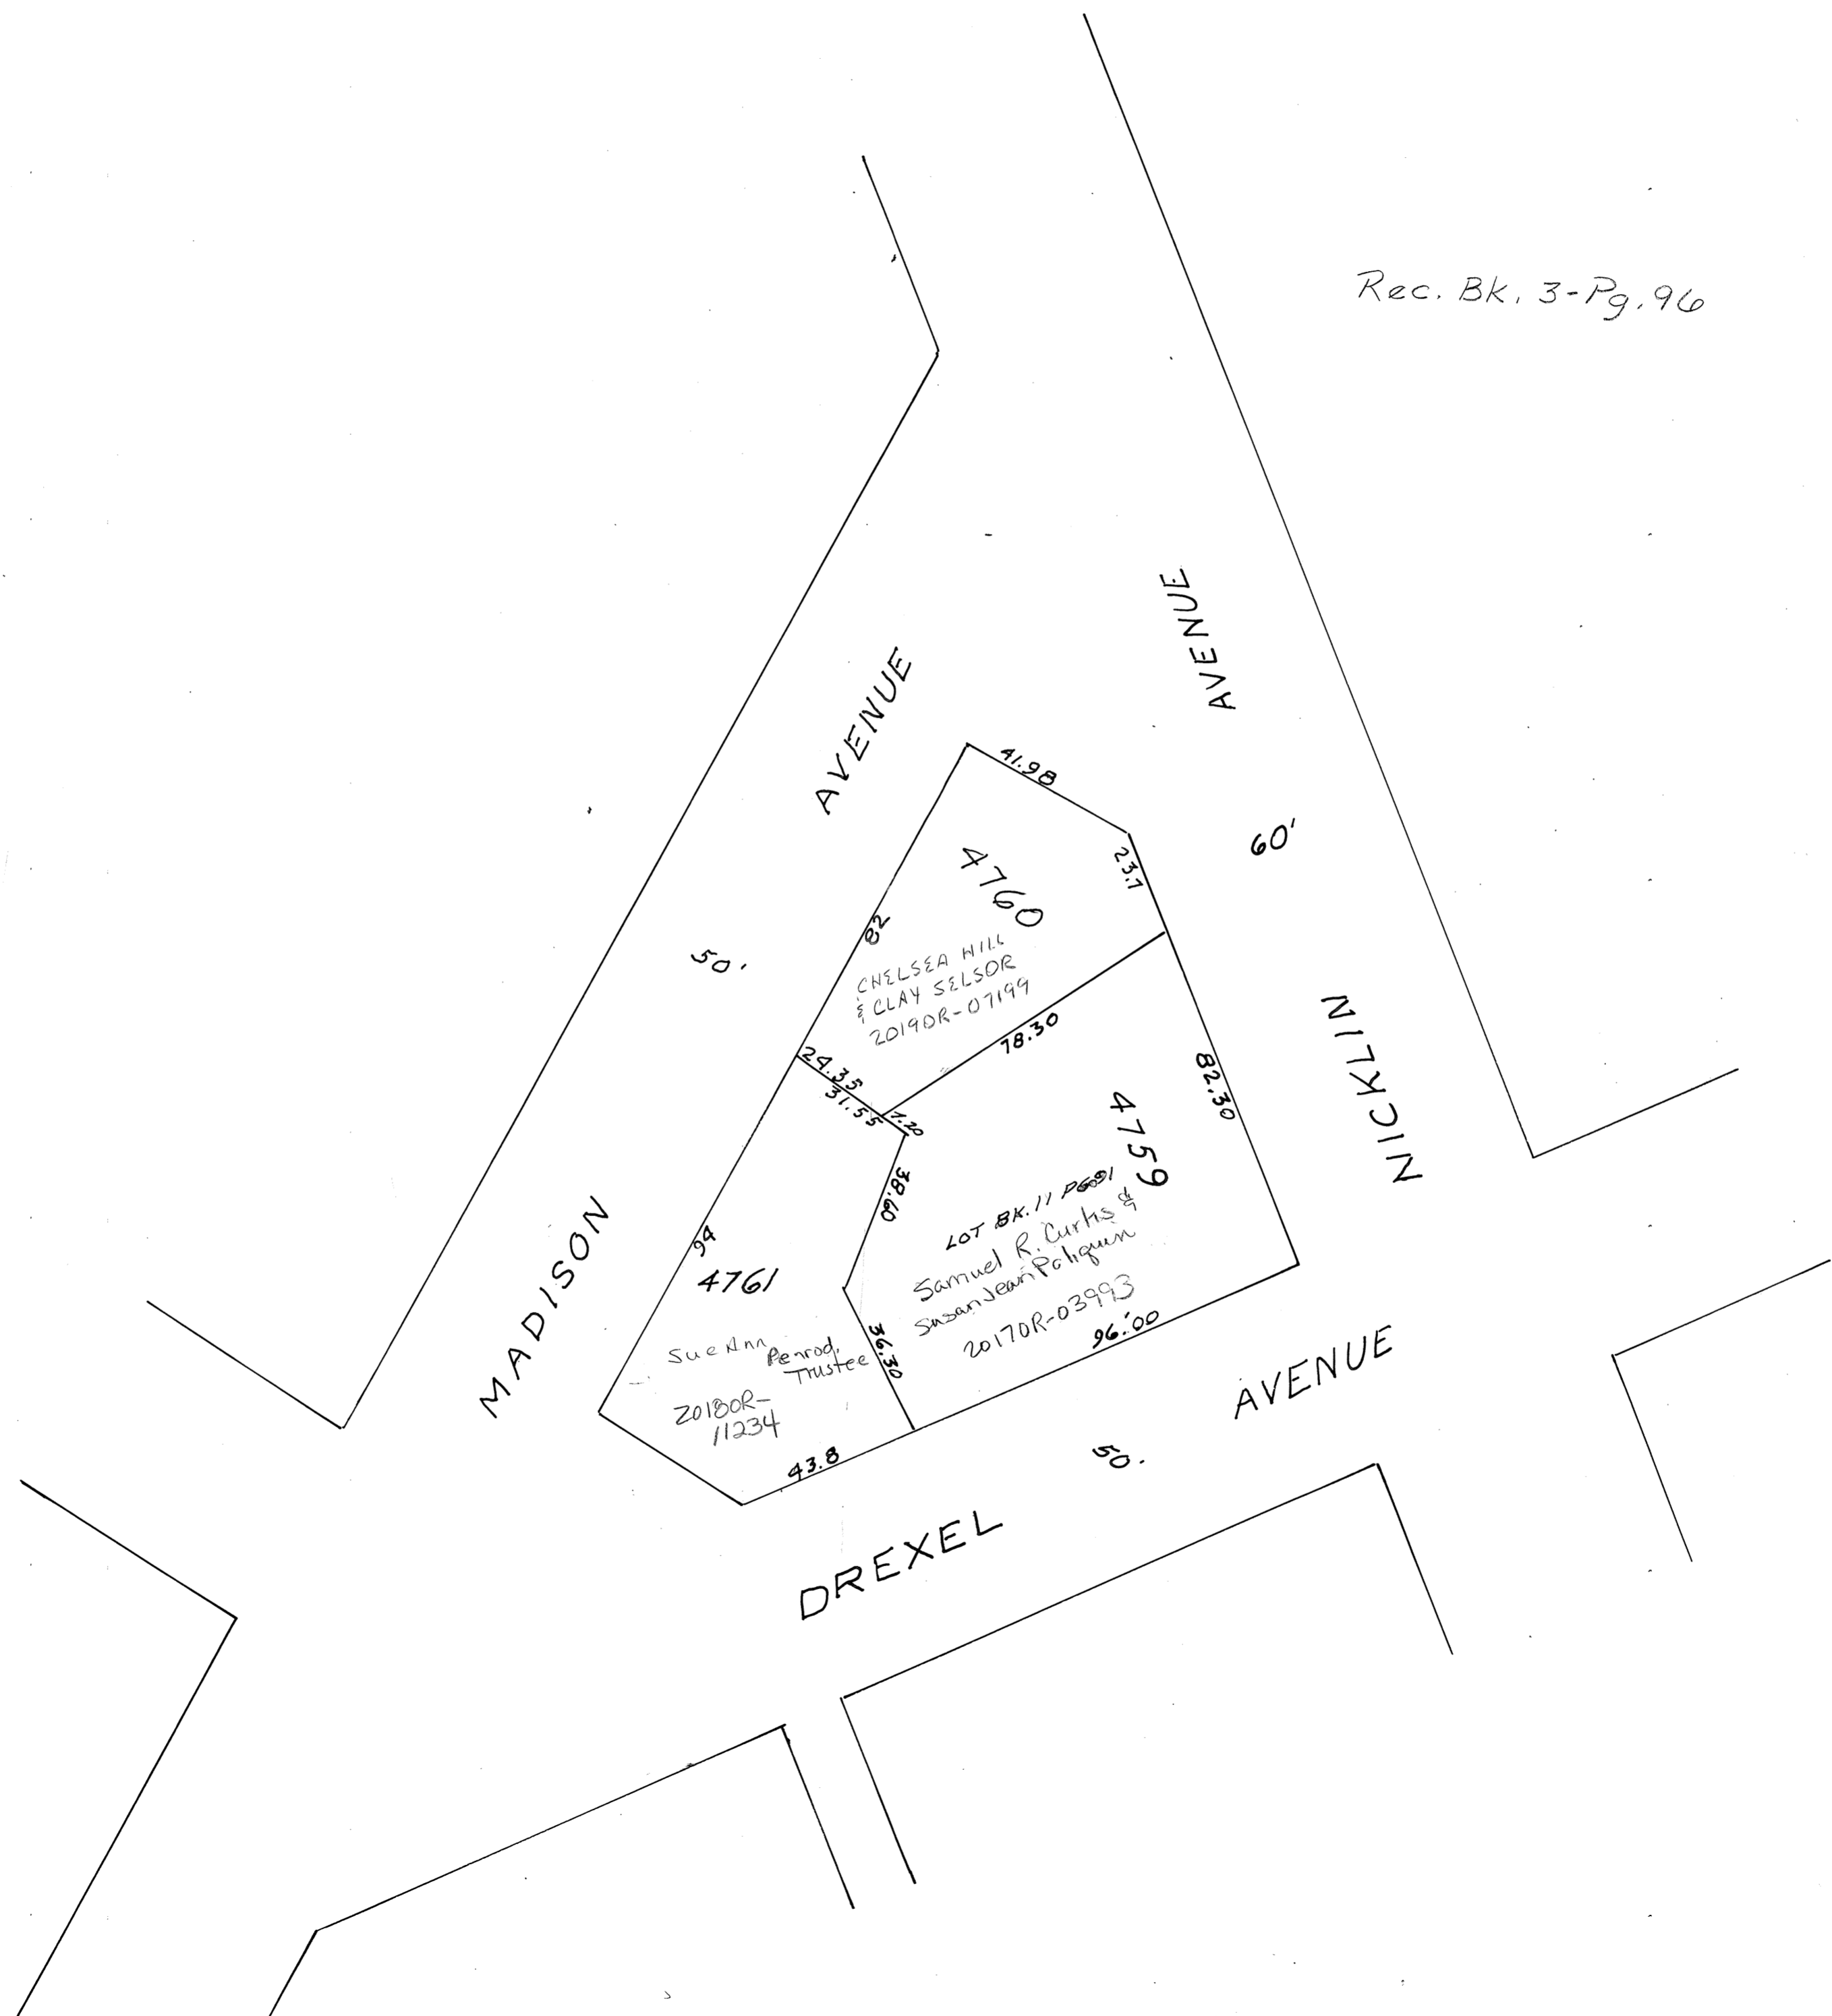 Rec. Bk. 3-Pg. 96
AVENUE
AVENUE
41.98
23.7
60'
4760
82
50'
CHELSEA HILL
& CLAY SELSOR
2019OR-07199
78.30
24.35
31.55
7.20
NICKLIN
82.30
4759
38.60
LOT BK. 11 PG 91
Samuel R. Curtis &
Susan Jean Poliquin
2017OR-03993
96.00
MADISON
94
4761
Sue Ann Penrod,
Trustee
2018OR-
11234
36.30
43.8
AVENUE
50'
DREXEL